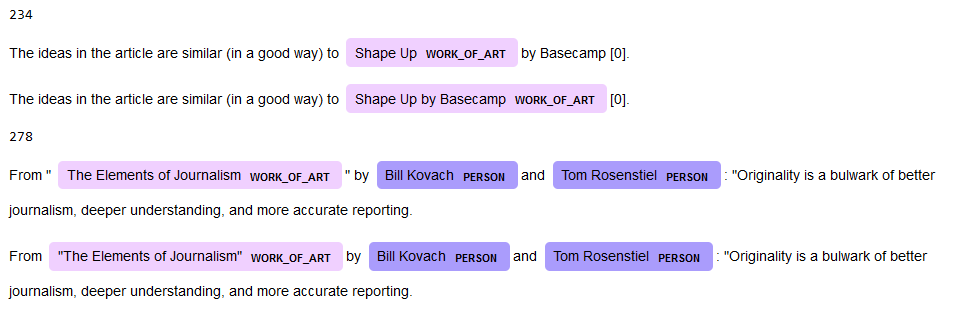 234
The ideas in the article are similar (in a good way) to Shape Up WORK_OF_ART by Basecamp [0].
The ideas in the article are similar (in a good way) to Shape Up by Basecamp WORK_OF_ART [0].
278
From " The Elements of Journalism WORK_OF_ART " by Bill Kovach PERSON and Tom Rosenstiel PERSON : "Originality is a bulwark of better
journalism, deeper understanding, and more accurate reporting.
From "The Elements of Journalism" WORK_OF_ART by Bill Kovach PERSON and Tom Rosenstiel PERSON : "Originality is a bulwark of better
journalism, deeper understanding, and more accurate reporting.